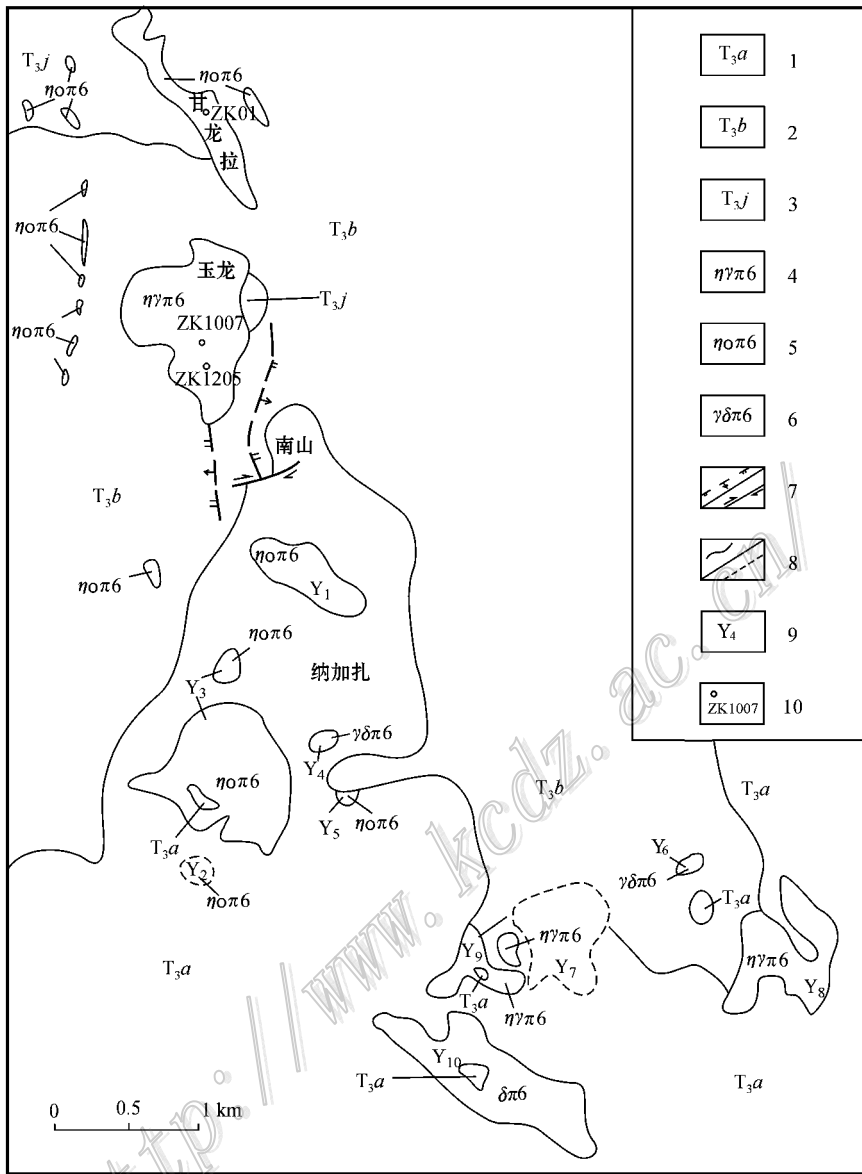 T₃j
ηοπ6
ηοπ6
甘
龙
拉
ZK01
ηοπ6
T₃b
玉龙
ηγπ6
T₃j
ZK1007
ηοπ6
ZK1205
南山
T₃b
ηοπ6
Y₁
ηοπ6
ηοπ6
纳加扎
Y₃
γδπ6
Y₄
ηοπ6
T₃b
T₃a
Y₅
ηοπ6
T₃a
Y₂
ηοπ6
Y₆
γδπ6
T₃a
T₃a
Y₉
ηγπ6
Y₇
ηγπ6
Y₈
T₃a
ηγπ6
Y₁₀
T₃a
δπ6
T₃a
0 0.5 1 km
T₃a 1
T₃b 2
T₃j 3
ηγπ6 4
ηοπ6 5
γδπ6 6
7
8
Y₄ 9
ZK1007 10
http://www.kcdz.ac.cn/